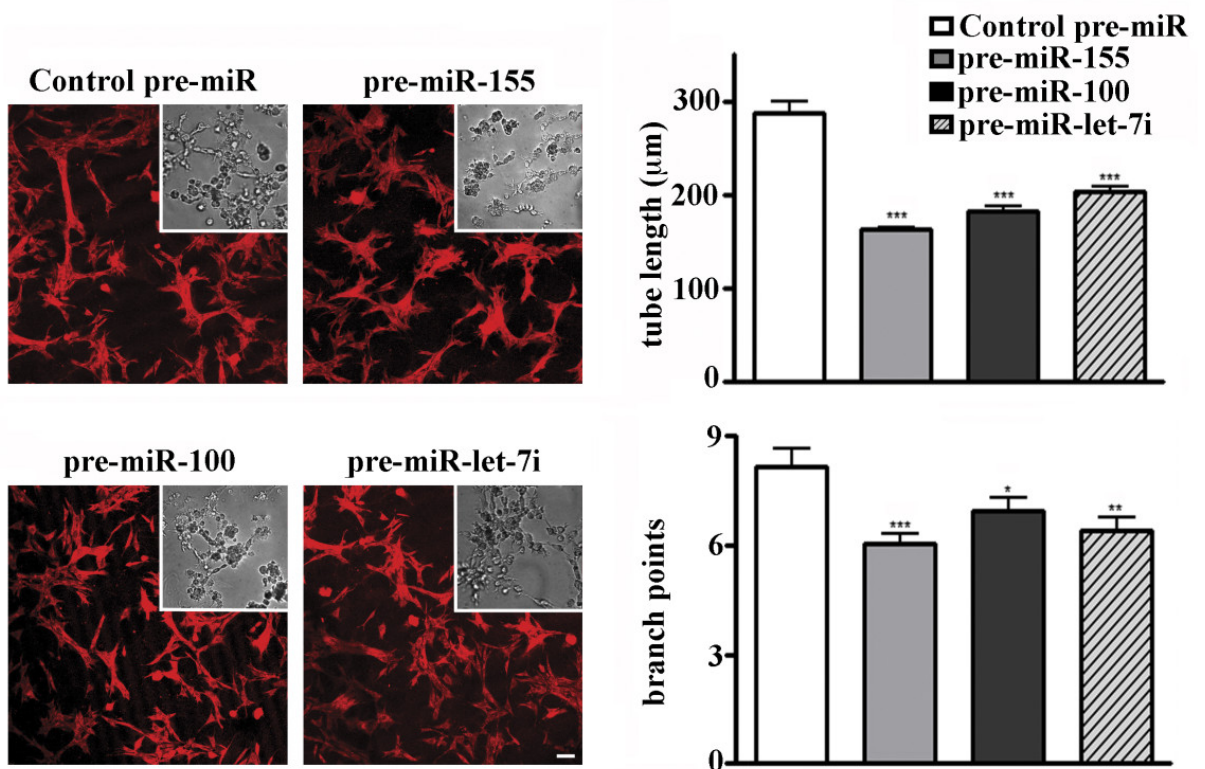 Control pre-miR
pre-miR-155
pre-miR-100
pre-miR-let-7i
Control pre-miR
pre-miR-155
pre-miR-100
pre-miR-let-7i
tube length (µm)
300
200
100
0
***
***
***
branch points
9
6
3
0
***
*
**